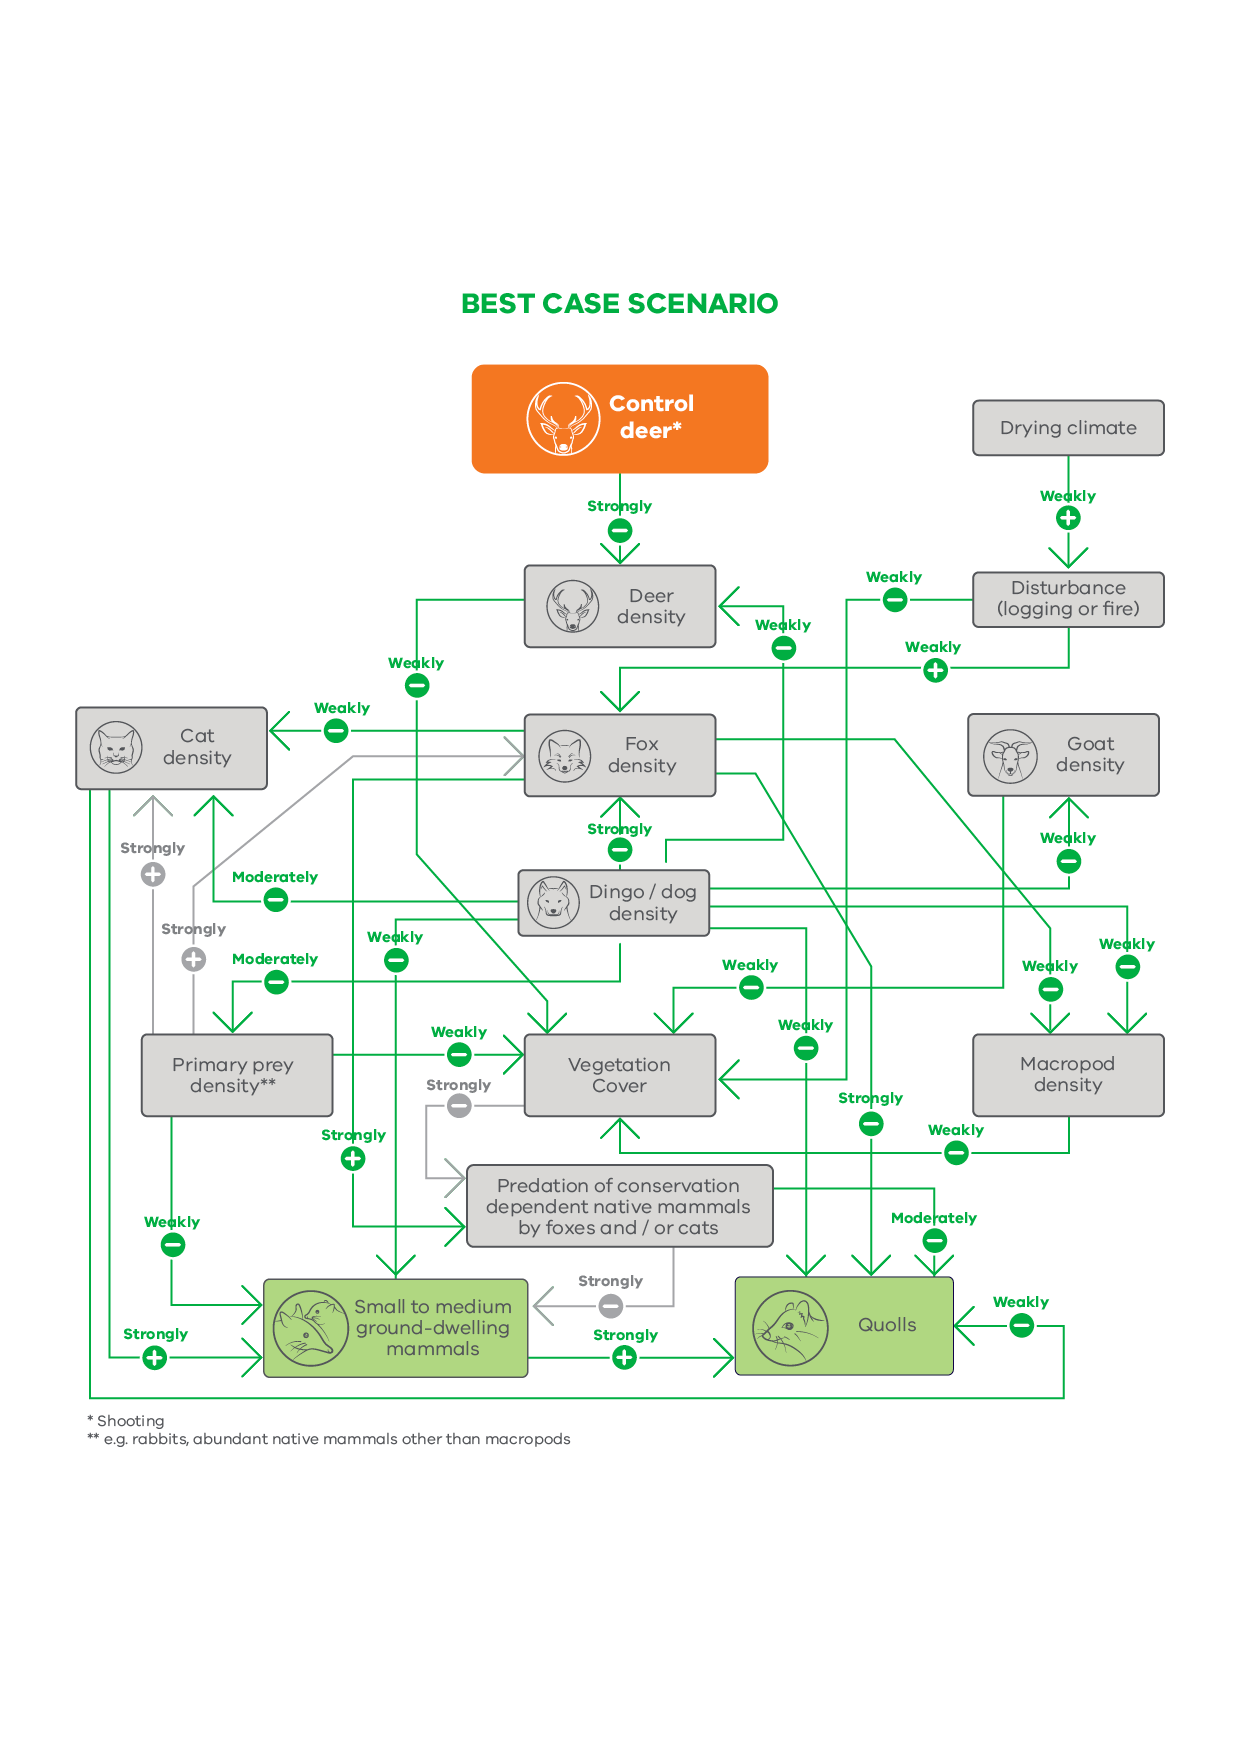 BEST CASE SCENARIO
Control
deer*
Drying climate
Weakly
Strongly
Deer
density
Weakly
Disturbance
(logging or fire)
Weakly
Weakly
Weakly
Weakly
Cat
density
Fox
density
Goat
density
Strongly
Weakly
Strongly
Moderately
Dingo / dog
density
Strongly
Weakly
Weakly
Moderately
Weakly
Weakly
Weakly
Weakly
Primary prey
density**
Vegetation
Cover
Macropod
density
Strongly
Strongly
Strongly
Weakly
Predation of conservation
dependent native mammals
by foxes and / or cats
Weakly
Moderately
Strongly
Small to medium
ground-dwelling
mammals
Quolls
Weakly
Strongly
Strongly
* Shooting
** e.g. rabbits, abundant native mammals other than macropods